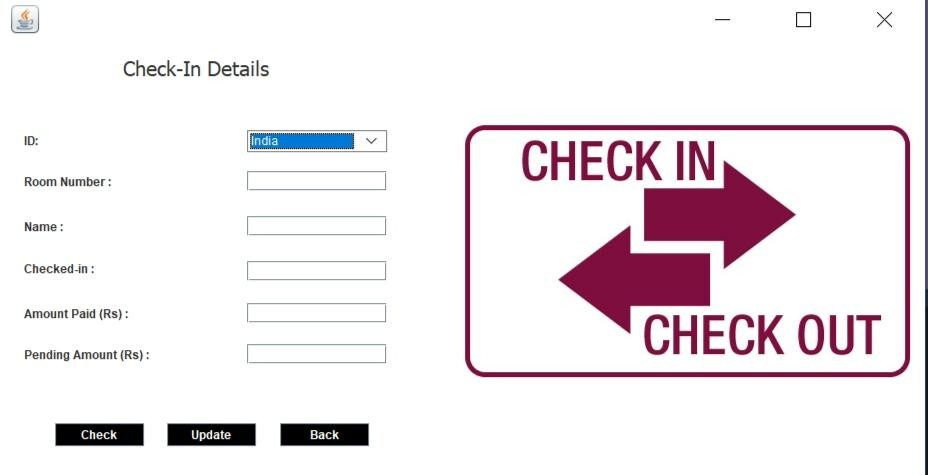 Check-In Details
ID:
India
Room Number :
Name :
Checked-in :
Amount Paid (Rs) :
Pending Amount (Rs) :
Check
Update
Back
CHECK IN
CHECK OUT